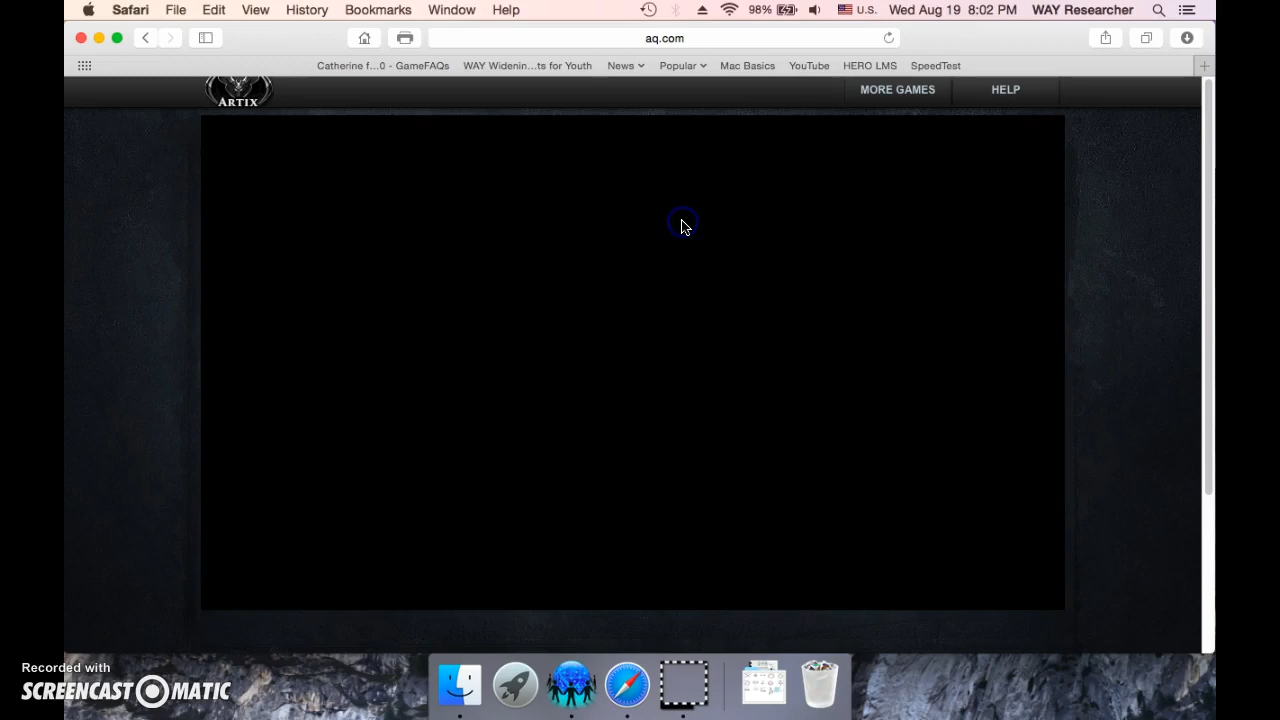 Safari File Edit View History Bookmarks Window Help 98% U.S. Wed Aug 19 8:02 PM WAY Researcher
aq.com
Catherine f...0 - GameFAQs WAY Widenin...ts for Youth News Popular Mac Basics YouTube HERO LMS SpeedTest
ARTIX MORE GAMES HELP
Recorded with
SCREENCAST-O-MATIC